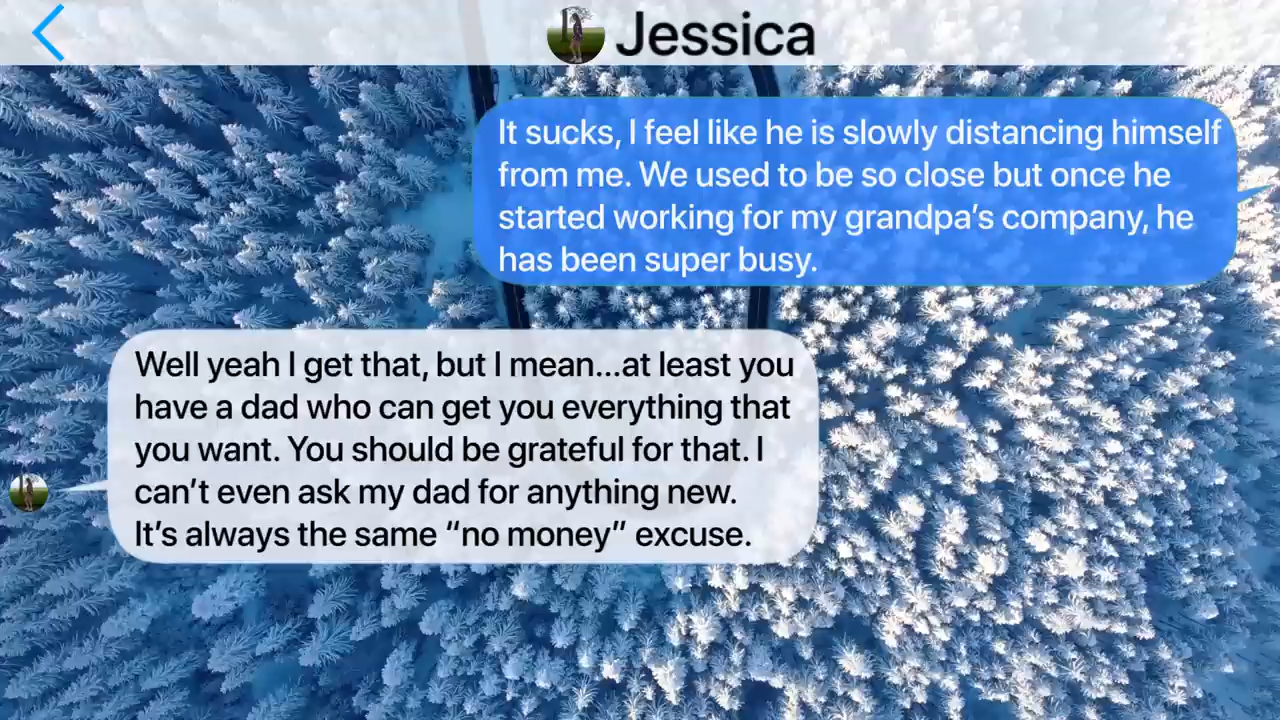 Jessica
It sucks, I feel like he is slowly distancing himself
from me. We used to be so close but once he
started working for my grandpa’s company, he
has been super busy.
Well yeah I get that, but I mean...at least you
have a dad who can get you everything that
you want. You should be grateful for that. I
can’t even ask my dad for anything new.
It’s always the same “no money” excuse.